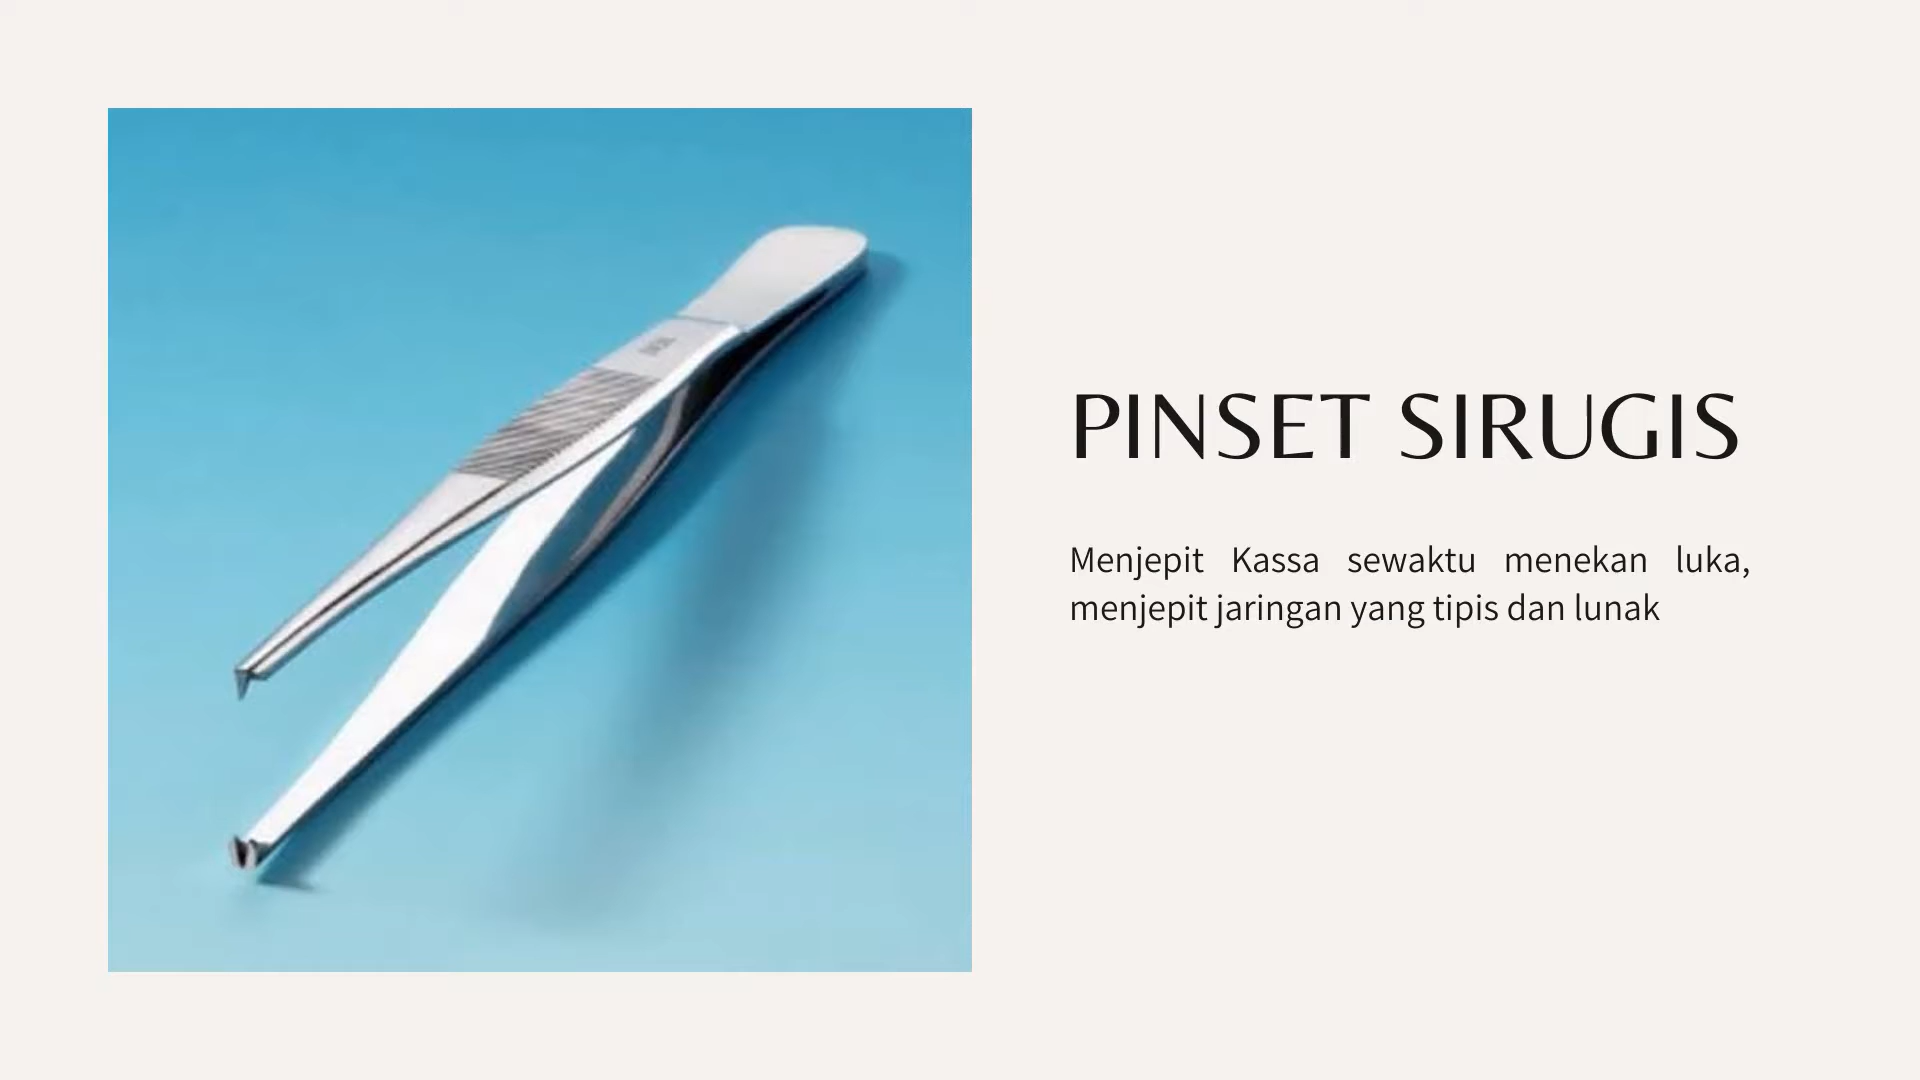 PINSET SIRUGIS
Menjepit Kassa sewaktu menekan luka,
menjepit jaringan yang tipis dan lunak